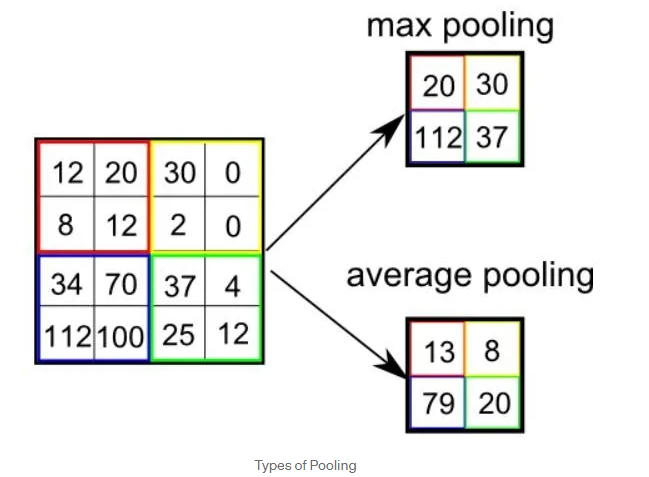 max pooling
20 30
112 37
12 20 30 0
8 12 2 0
34 70 37 4
112 100 25 12
average pooling
13 8
79 20
Types of Pooling